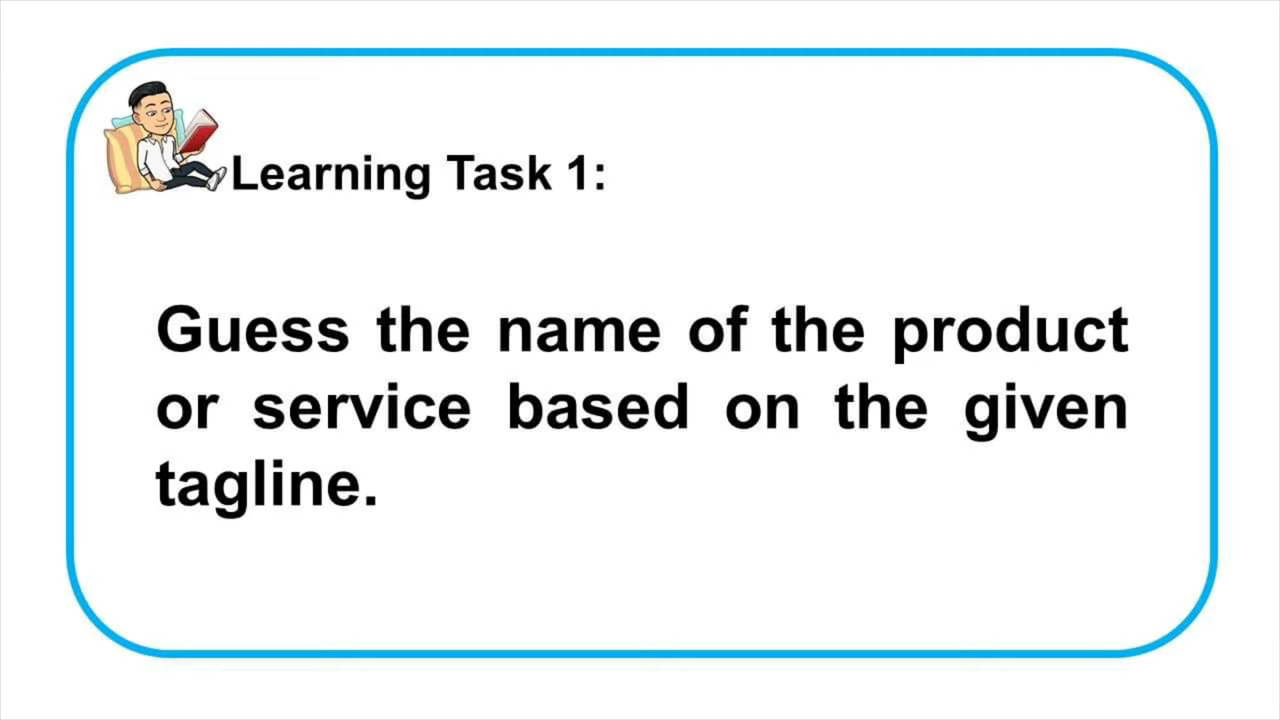 Learning Task 1:
Guess the name of the product
or service based on the given
tagline.